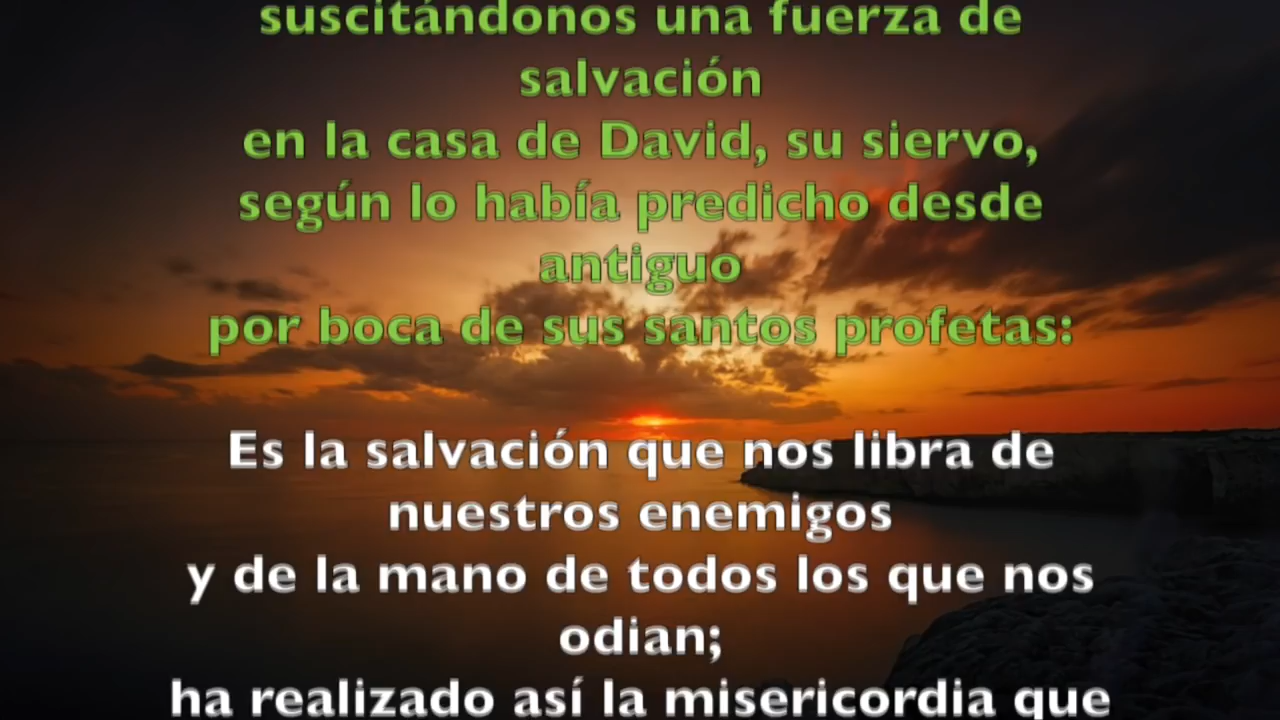 suscitándonos una fuerza de
salvación
en la casa de David, su siervo,
según lo había predicho desde
antiguo
por boca de sus santos profetas:
Es la salvación que nos libra de
nuestros enemigos
y de la mano de todos los que nos
odian;
ha realizado así la misericordia que